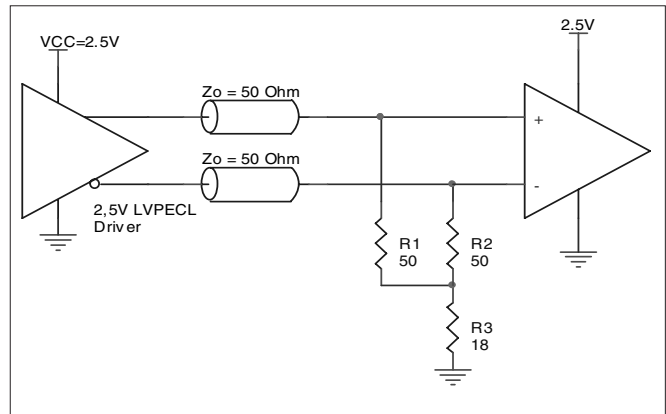 VCC=2.5V
2.5V
Zo = 50 Ohm
+
Zo = 50 Ohm
-
2,5V LVPECL
Driver
R1
50
R2
50
R3
18